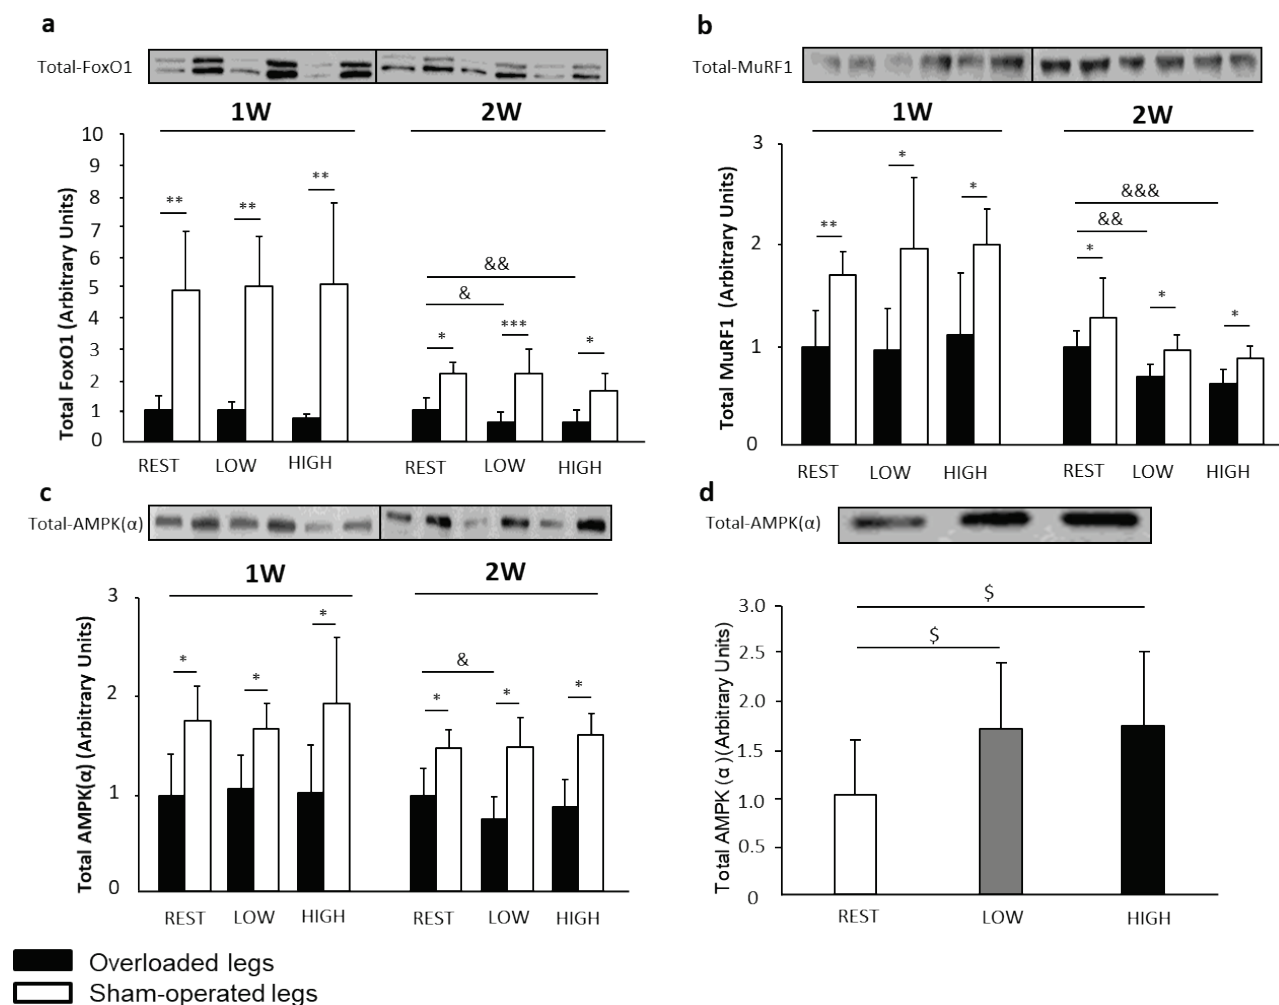 a
Total-FoxO1
1W 2W
Total FoxO1 (Arbitrary Units)
10
9
8
7
6
5
4
3
2
1
0
** ** **
&&
&
* *** *
REST LOW HIGH REST LOW HIGH
b
Total-MuRF1
1W 2W
Total MuRF1 (Arbitrary Units)
3
2
1
0
** * *
&&&
&&
* * *
REST LOW HIGH REST LOW HIGH
c
Total-AMPK(α)
1W 2W
Total AMPK(α) (Arbitrary Units)
3
2
1
0
* * *
&
* * *
REST LOW HIGH REST LOW HIGH
d
Total-AMPK(α)
Total AMPK (α)(Arbitrary Units)
3.0
2.5
2.0
1.5
1.0
0.5
0
$
$
REST LOW HIGH
Overloaded legs
Sham-operated legs